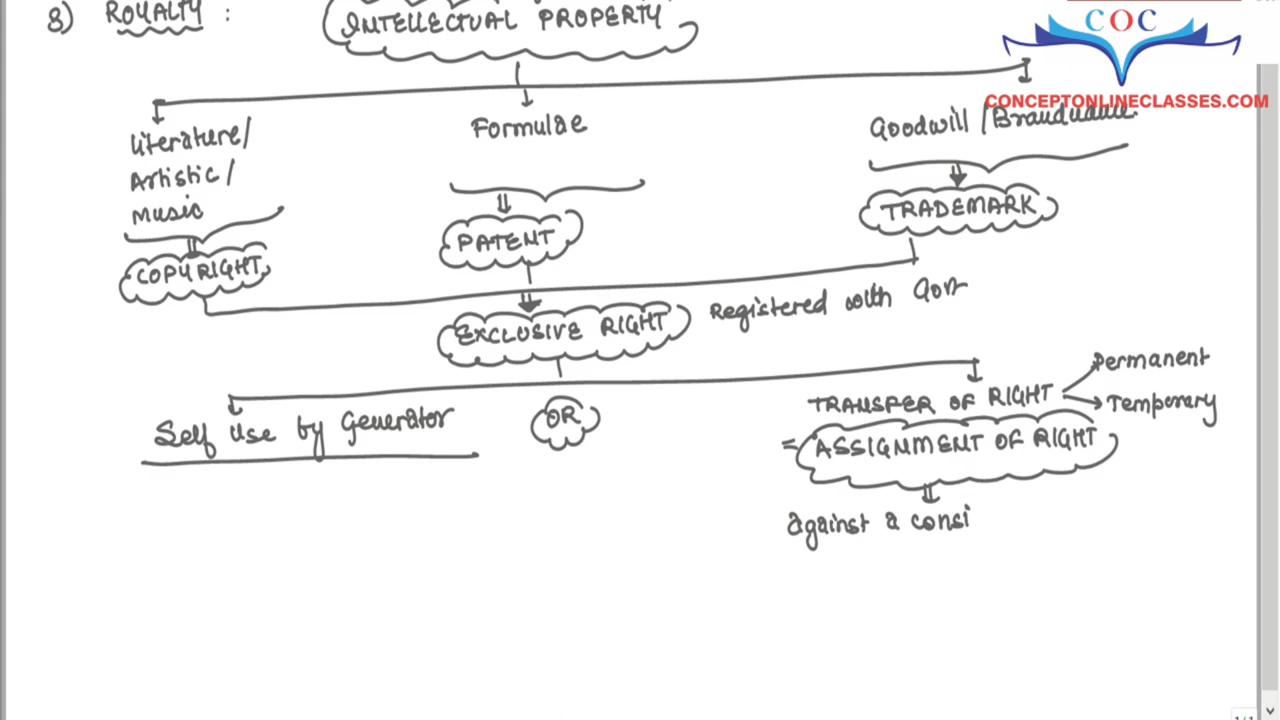 8) ROYALTY :
INTELLECTUAL PROPERTY
COC
CONCEPTONLINECLASSES.COM
Literature/
Artistic/
Music
Formulae
Goodwill / Brandname
COPYRIGHT
PATENT
TRADEMARK
EXCLUSIVE RIGHT
Registered with Govt
Self Use by Generator
OR
TRANSFER OF RIGHT
Permanent
Temporary
= ASSIGNMENT OF RIGHT
against a consi